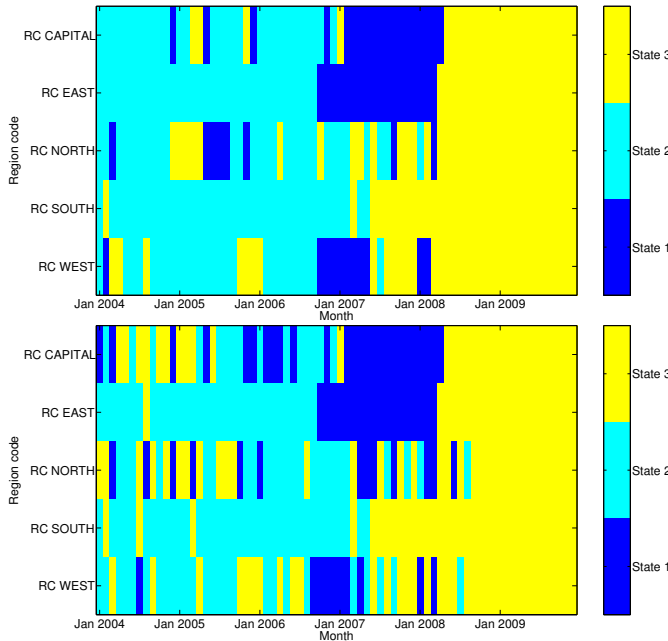 RC CAPITAL
RC EAST
RC NORTH
RC SOUTH
RC WEST
Region code
Jan 2004 Jan 2005 Jan 2006 Jan 2007 Jan 2008 Jan 2009
Month
State 3
State 2
State 1
RC CAPITAL
RC EAST
RC NORTH
RC SOUTH
RC WEST
Region code
Jan 2004 Jan 2005 Jan 2006 Jan 2007 Jan 2008 Jan 2009
Month
State 3
State 2
State 1